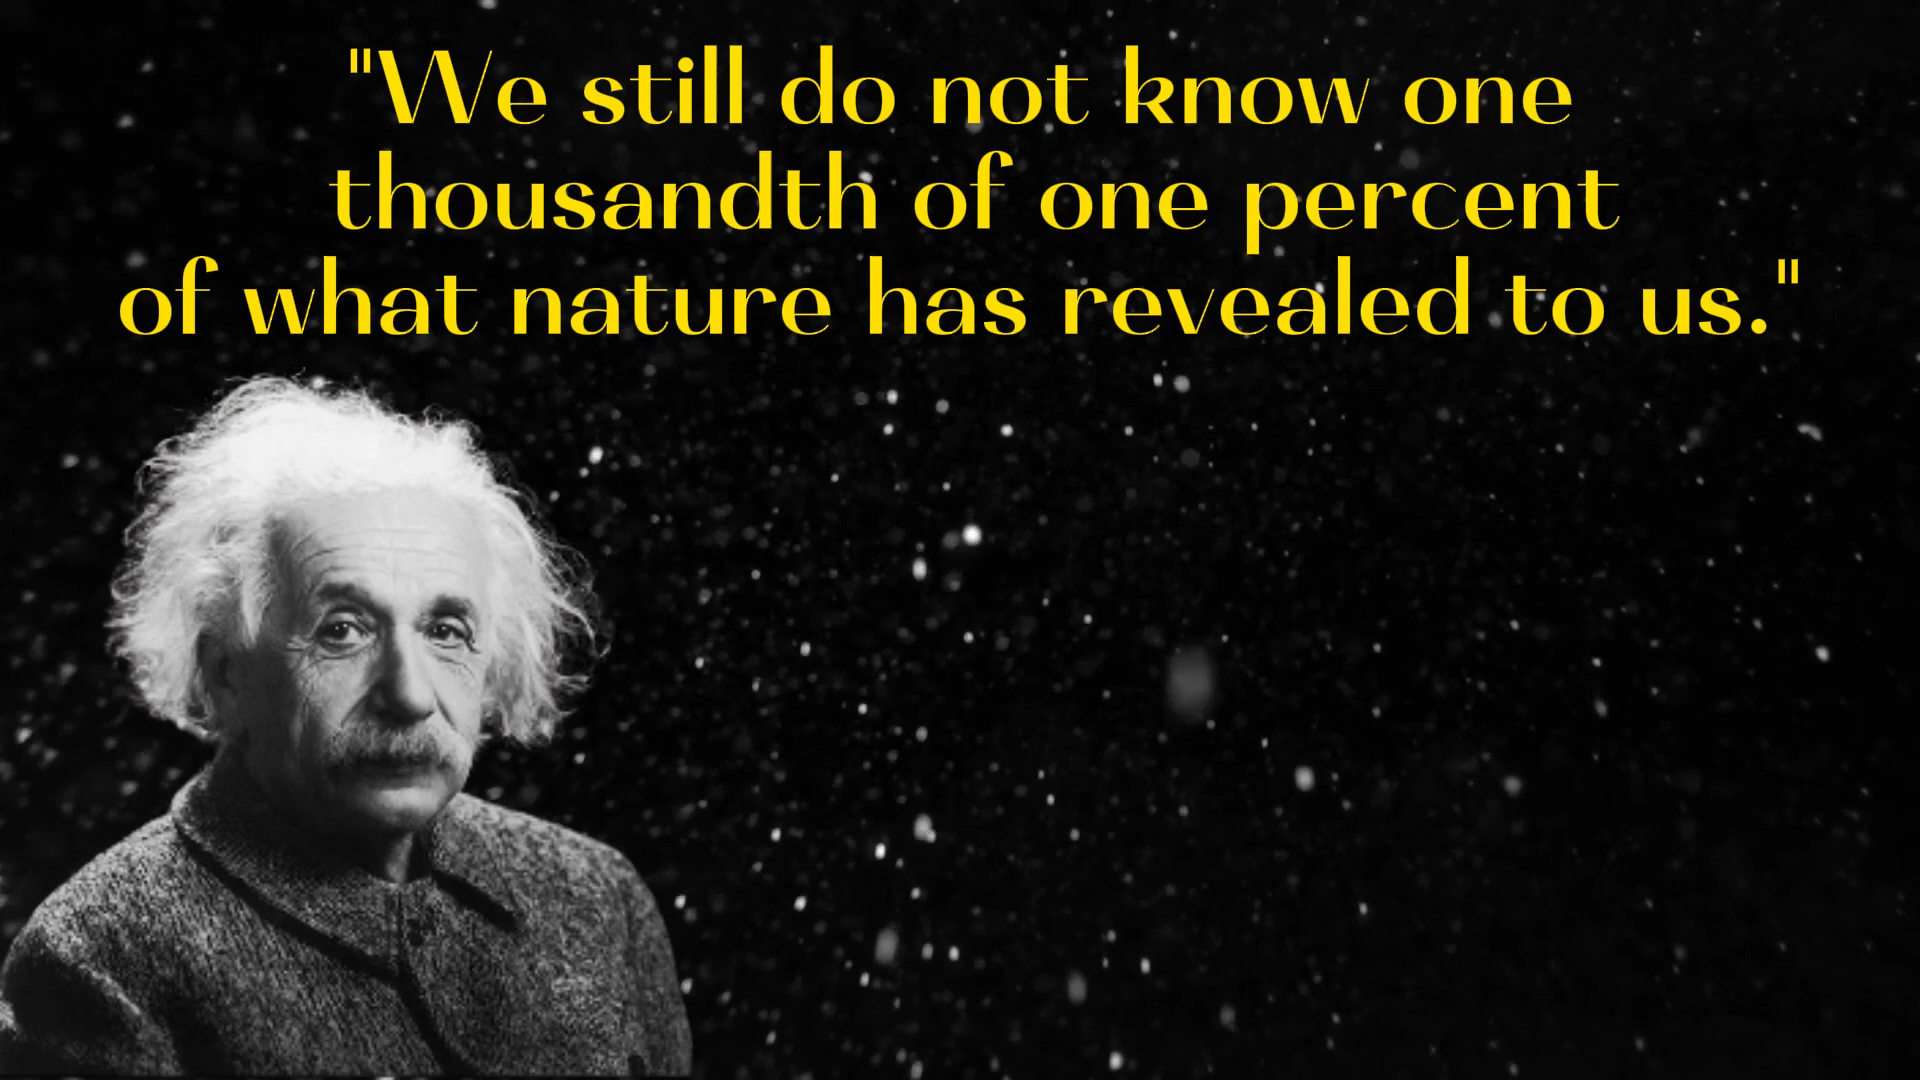 "We still do not know one
thousandth of one percent
of what nature has revealed to us."